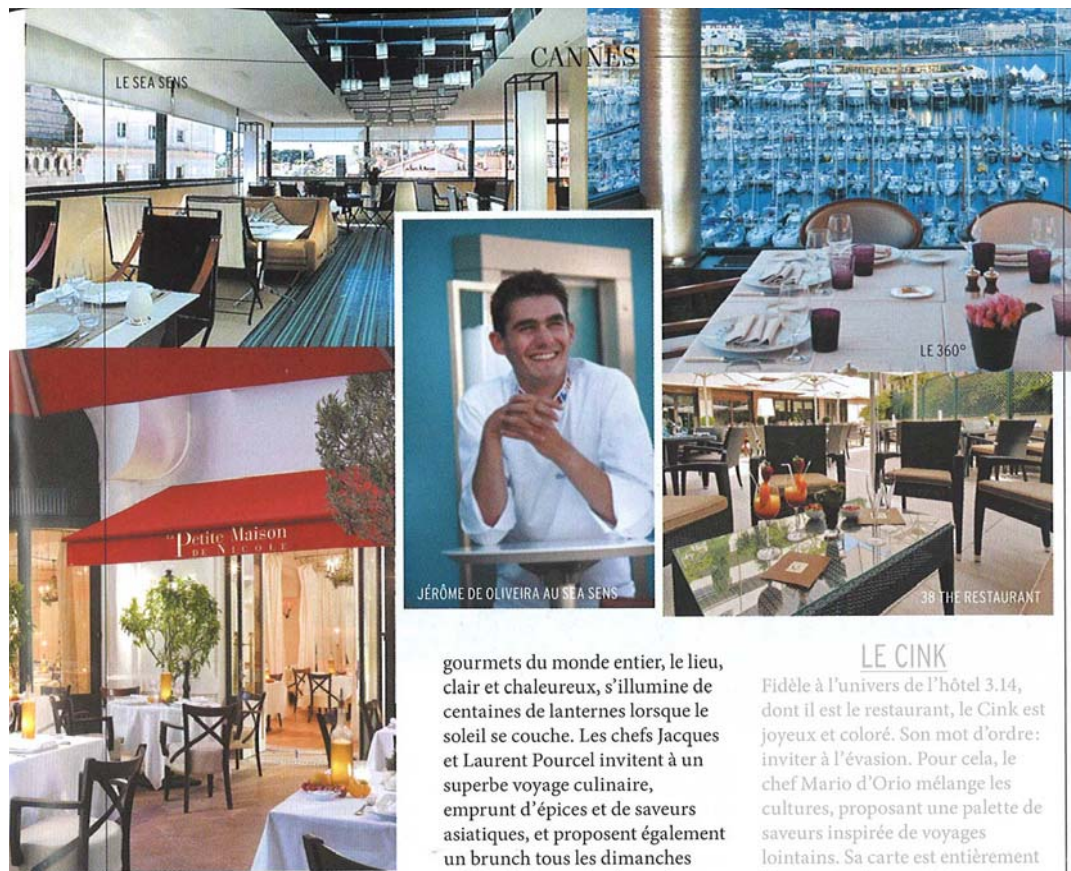 CANNES
LE SEA SENS
LE 360°
La Petite Maison
DE NICOLE
JÉRÔME DE OLIVEIRA AU SEA SENS
38 THE RESTAURANT
gourmets du monde entier, le lieu,
clair et chaleureux, s'illumine de
centaines de lanternes lorsque le
soleil se couche. Les chefs Jacques
et Laurent Pourcel invitent à un
superbe voyage culinaire,
emprunt d'épices et de saveurs
asiatiques, et proposent également
un brunch tous les dimanches
LE CINK
Fidèle à l'univers de l'hôtel 3.14,
dont il est le restaurant, le Cink est
joyeux et coloré. Son mot d'ordre :
inviter à l'évasion. Pour cela, le
chef Mario d'Orio mélange les
cultures, proposant une palette de
saveurs inspirée de voyages
lointains. Sa carte est entièrement